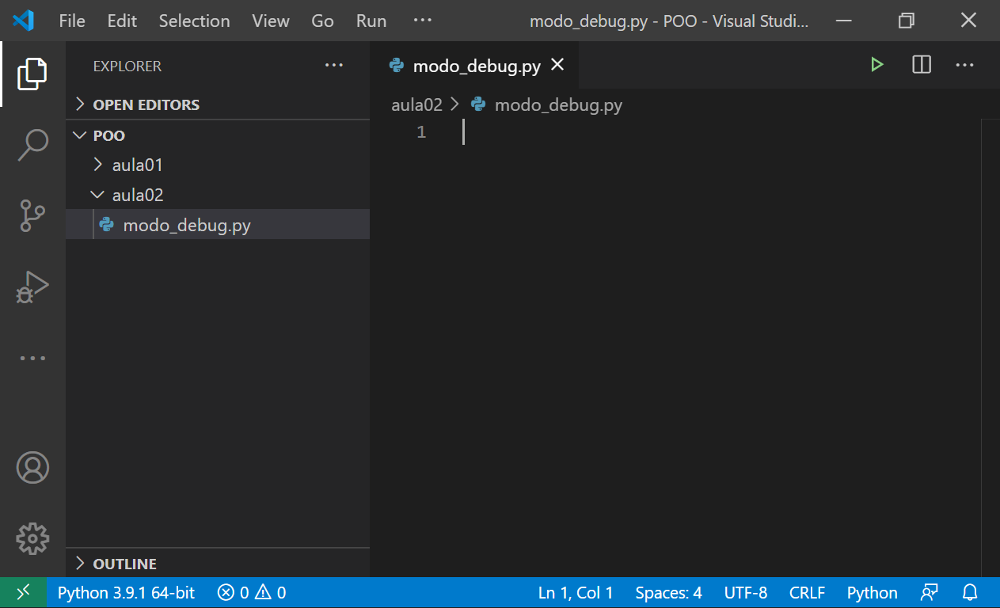 File Edit Selection View Go Run ··· modo_debug.py - POO - Visual Studi...
EXPLORER ···
OPEN EDITORS
POO
aula01
aula02
modo_debug.py
OUTLINE
modo_debug.py
aula02 > modo_debug.py
1
Python 3.9.1 64-bit 0 0 Ln 1, Col 1 Spaces: 4 UTF-8 CRLF Python